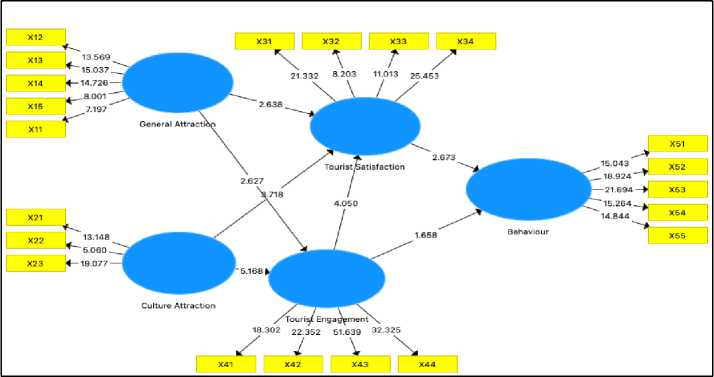 X12
X13
X14
X15
X11
13.569
15.037
14.726
8.001
7.197
General Attraction
X31
X32
X33
X34
21.332
8.203
11.013
25.453
2.638
Tourist Satisfaction
2.627
3.718
4.050
2.673
1.658
X21
X22
X23
13.148
5.060
19.077
Culture Attraction
5.168
Tourist Engagement
18.302
22.352
51.639
32.325
X41
X42
X43
X44
Behaviour
15.043
18.924
21.694
15.264
14.844
X51
X52
X53
X54
X55